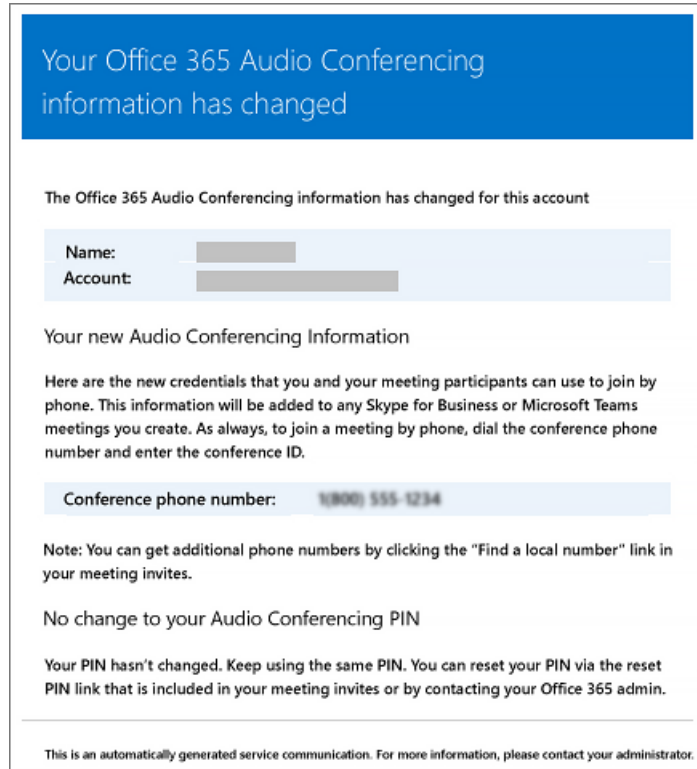 Your Office 365 Audio Conferencing
information has changed
The Office 365 Audio Conferencing information has changed for this account
Name:
Account:
Your new Audio Conferencing Information
Here are the new credentials that you and your meeting participants can use to join by
phone. This information will be added to any Skype for Business or Microsoft Teams
meetings you create. As always, to join a meeting by phone, dial the conference phone
number and enter the conference ID.
Conference phone number: 1(800) 555-1234
Note: You can get additional phone numbers by clicking the "Find a local number" link in
your meeting invites.
No change to your Audio Conferencing PIN
Your PIN hasn't changed. Keep using the same PIN. You can reset your PIN via the reset
PIN link that is included in your meeting invites or by contacting your Office 365 admin.
This is an automatically generated service communication. For more information, please contact your administrator.